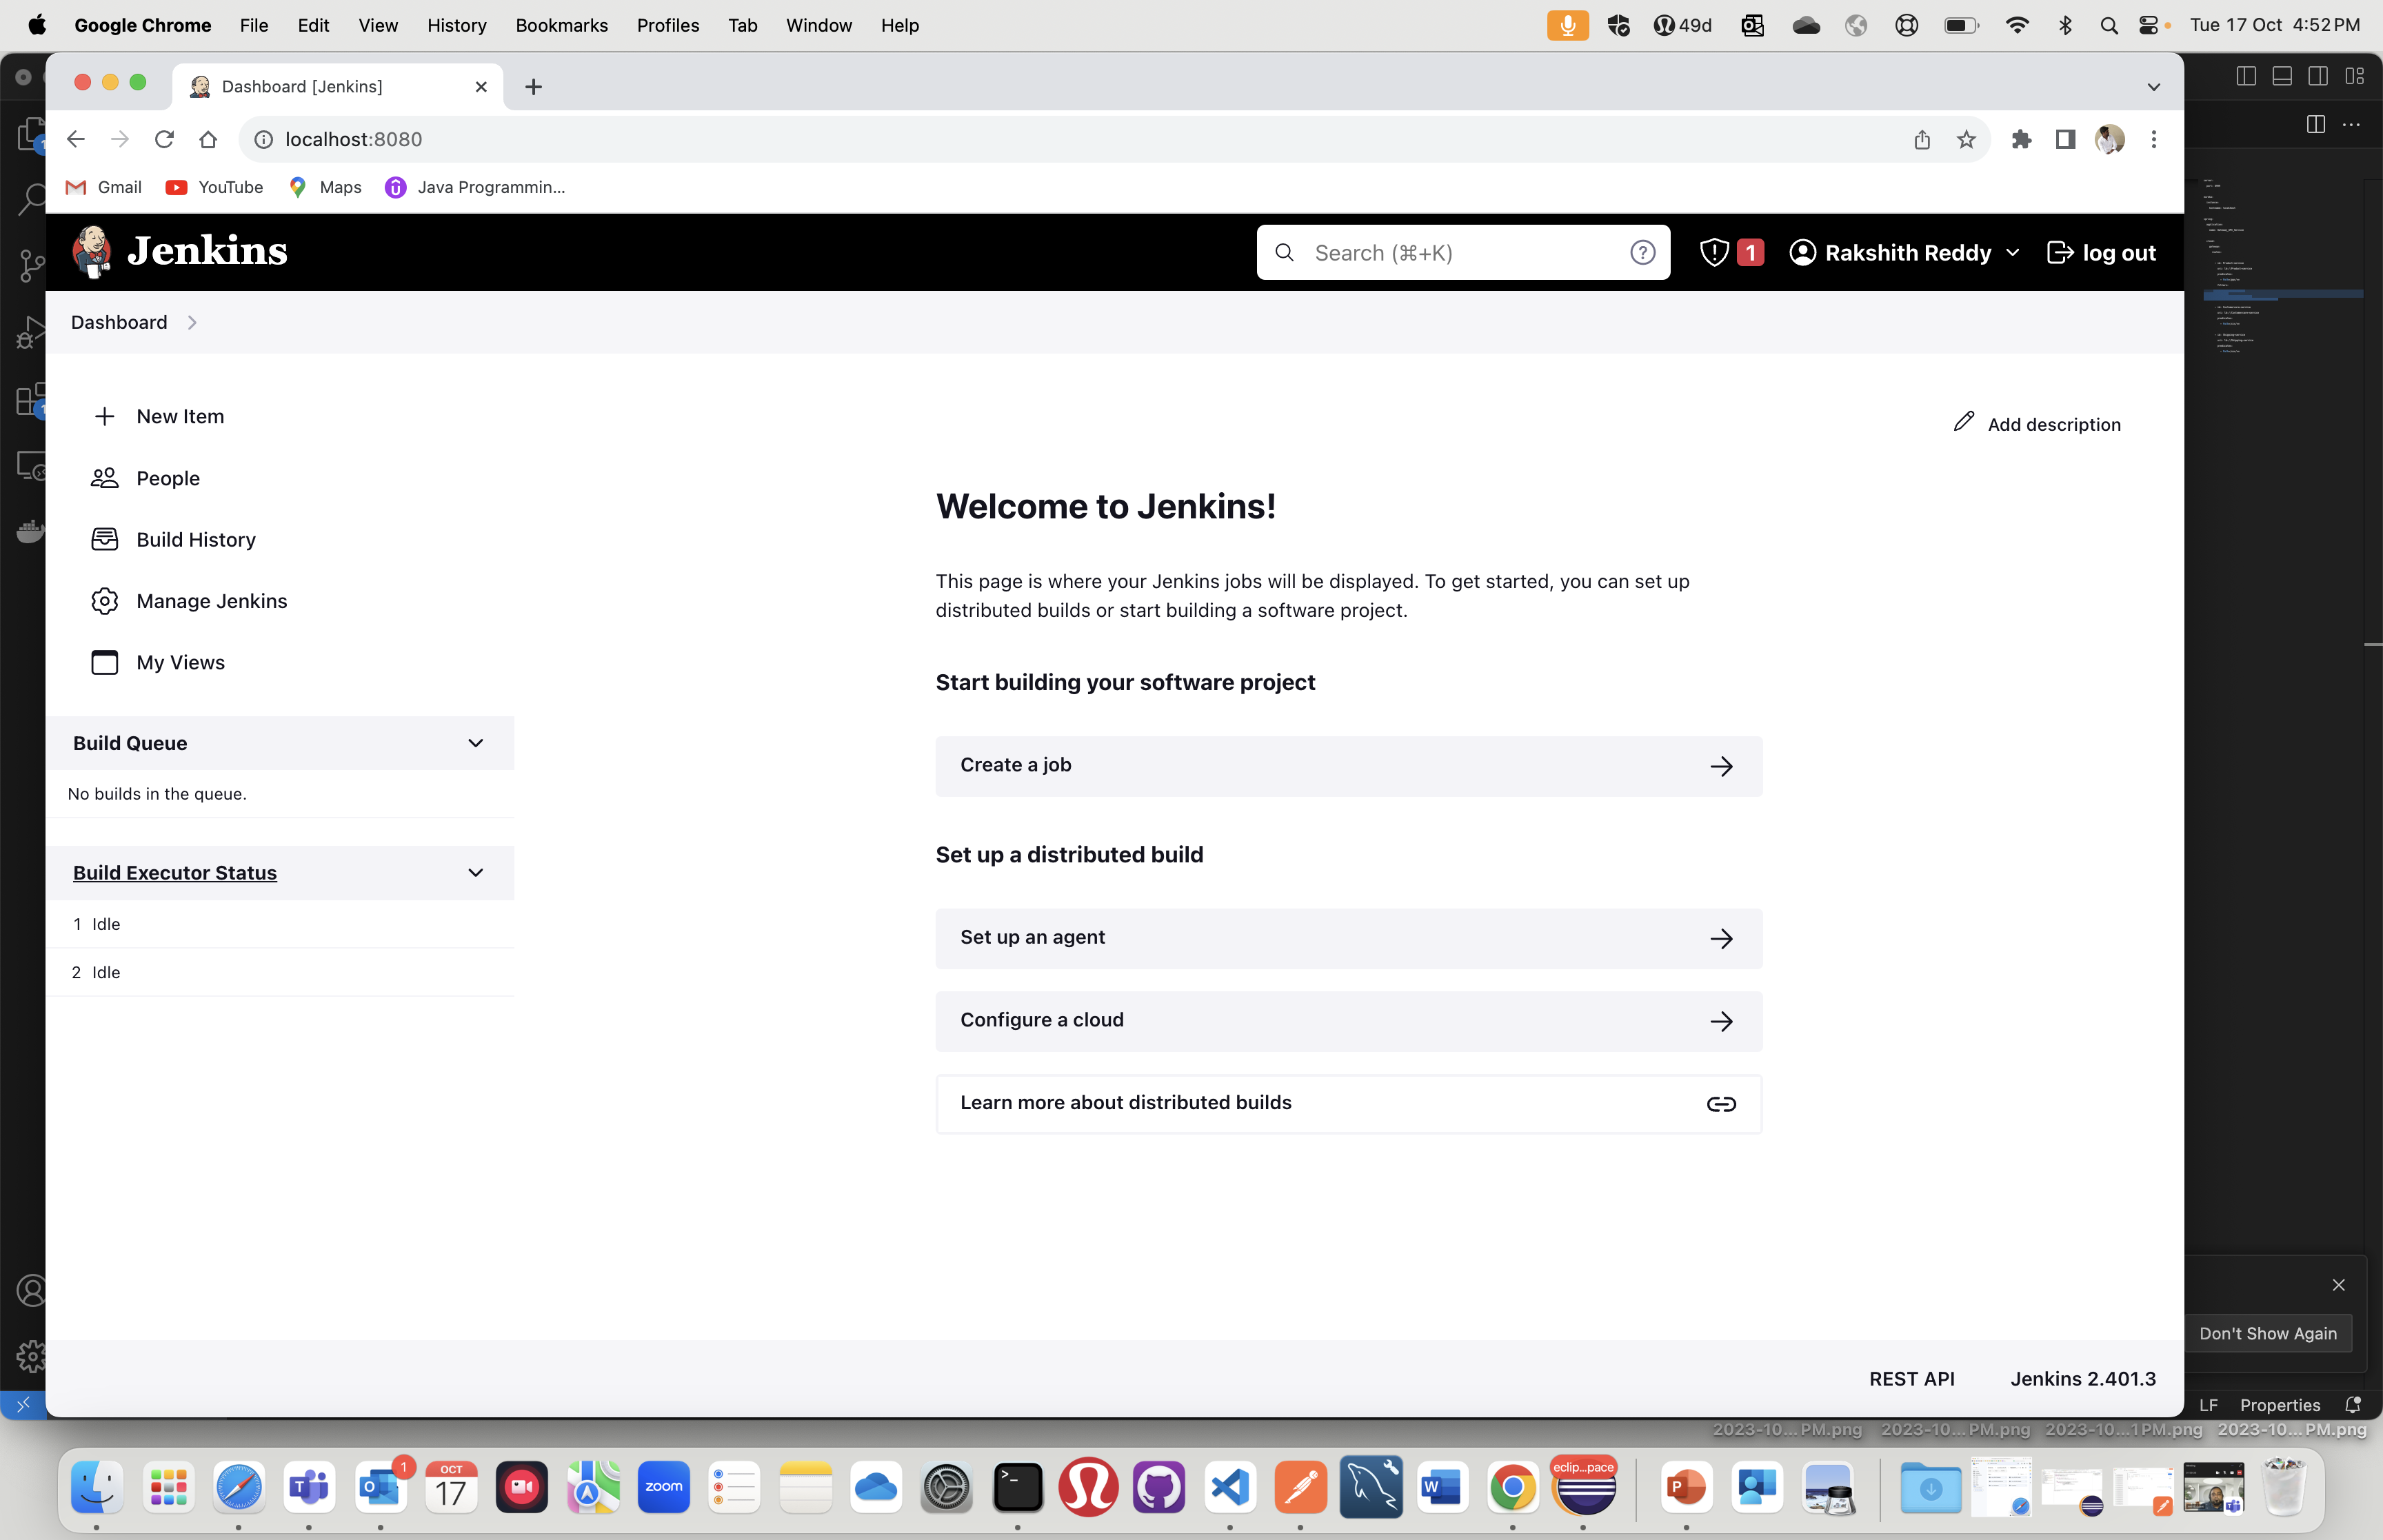 Google Chrome File Edit View History Bookmarks Profiles Tab Window Help 49d Tue 17 Oct 4:52 PM
Dashboard [Jenkins]
localhost:8080
Gmail YouTube Maps Java Programmin...
Jenkins Search (⌘+K) 1 Rakshith Reddy log out
Dashboard
New Item
Add description
People
Build History
Manage Jenkins
My Views
Build Queue
No builds in the queue.
Build Executor Status
1 Idle
2 Idle
Welcome to Jenkins!
This page is where your Jenkins jobs will be displayed. To get started, you can set up
distributed builds or start building a software project.
Start building your software project
Create a job
Set up a distributed build
Set up an agent
Configure a cloud
Learn more about distributed builds
Don't Show Again
REST API Jenkins 2.401.3
LF Properties
2023-10...PM.png 2023-10...PM.png 2023-10...1PM.png 2023-10...PM.png
1
OCT
17
zoom
eclip...pace